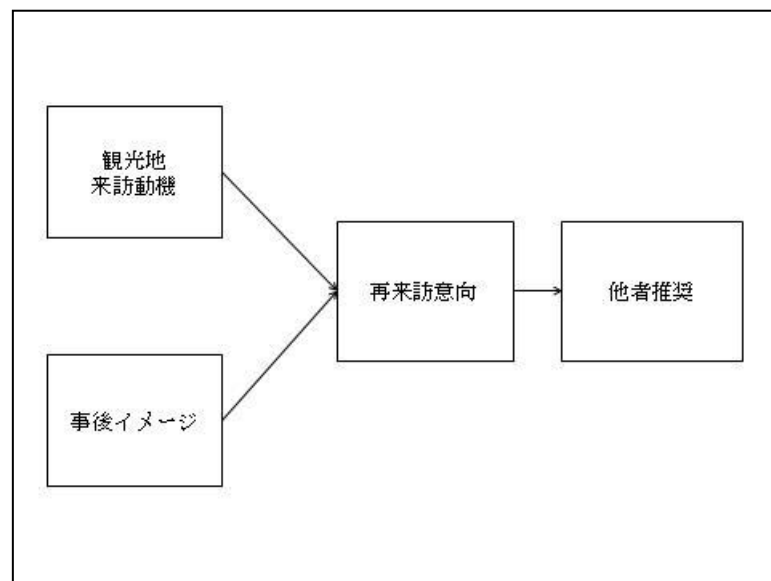 観光地
来訪動機
再来訪意向
他者推奨
事後イメージ